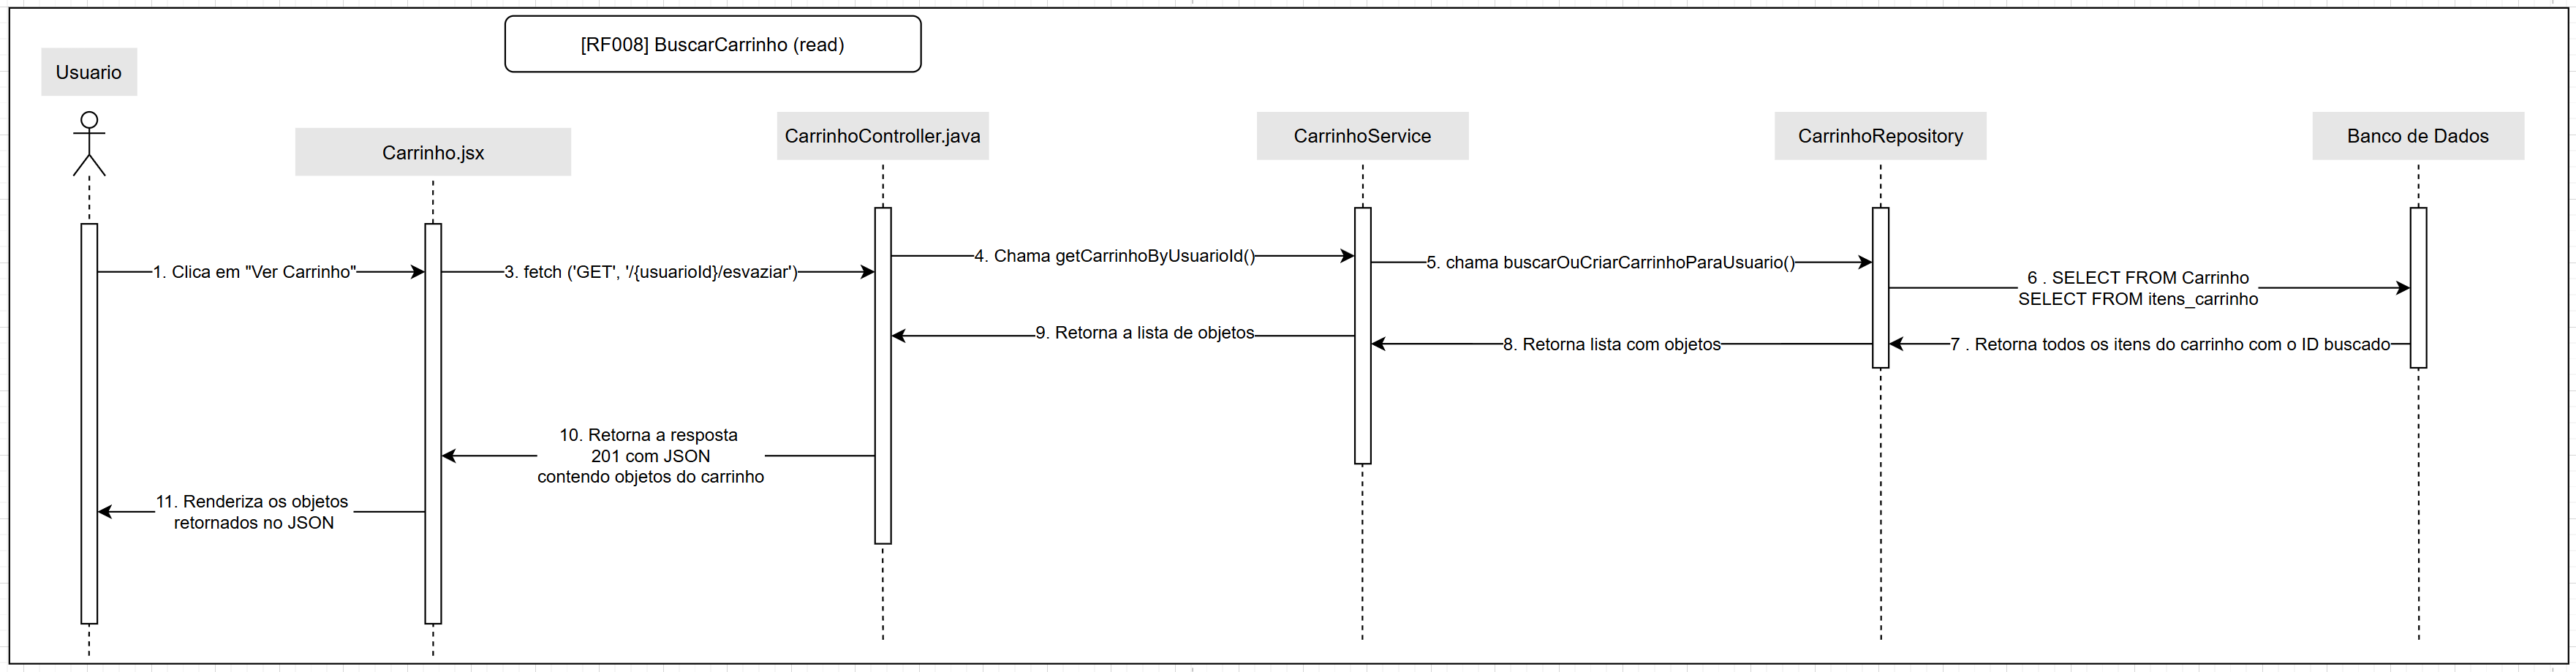 [RF008] BuscarCarrinho (read)
Usuario
Carrinho.jsx
CarrinhoController.java
CarrinhoService
CarrinhoRepository
Banco de Dados
1. Clica em "Ver Carrinho"
3. fetch ('GET', '/{usuarioId}/esvaziar')
4. Chama getCarrinhoByUsuarioId()
5. chama buscarOuCriarCarrinhoParaUsuario()
6 . SELECT FROM Carrinho
SELECT FROM itens_carrinho
7 . Retorna todos os itens do carrinho com o ID buscado
8. Retorna lista com objetos
9. Retorna a lista de objetos
10. Retorna a resposta
201 com JSON
contendo objetos do carrinho
11. Renderiza os objetos
retornados no JSON